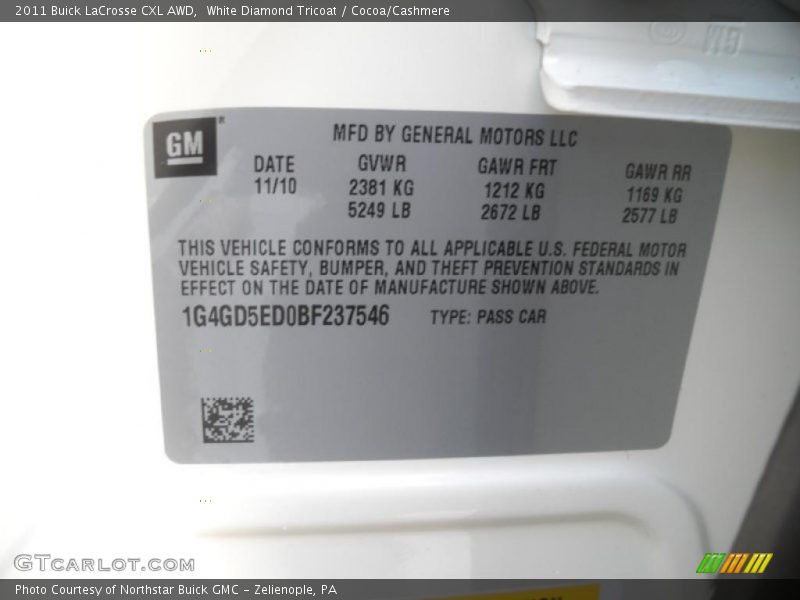 2011 Buick LaCrosse CXL AWD,  White Diamond Tricoat / Cocoa/Cashmere
GM ®
MFD BY GENERAL MOTORS LLC
DATE GVWR GAWR FRT GAWR RR
11/10 2381 KG 1212 KG 1169 KG
5249 LB 2672 LB 2577 LB
THIS VEHICLE CONFORMS TO ALL APPLICABLE U.S. FEDERAL MOTOR
VEHICLE SAFETY, BUMPER, AND THEFT PREVENTION STANDARDS IN
EFFECT ON THE DATE OF MANUFACTURE SHOWN ABOVE.
1G4GD5ED0BF237546 TYPE: PASS CAR
GTCARLOT.COM
Photo Courtesy of Northstar Buick GMC - Zelienople, PA